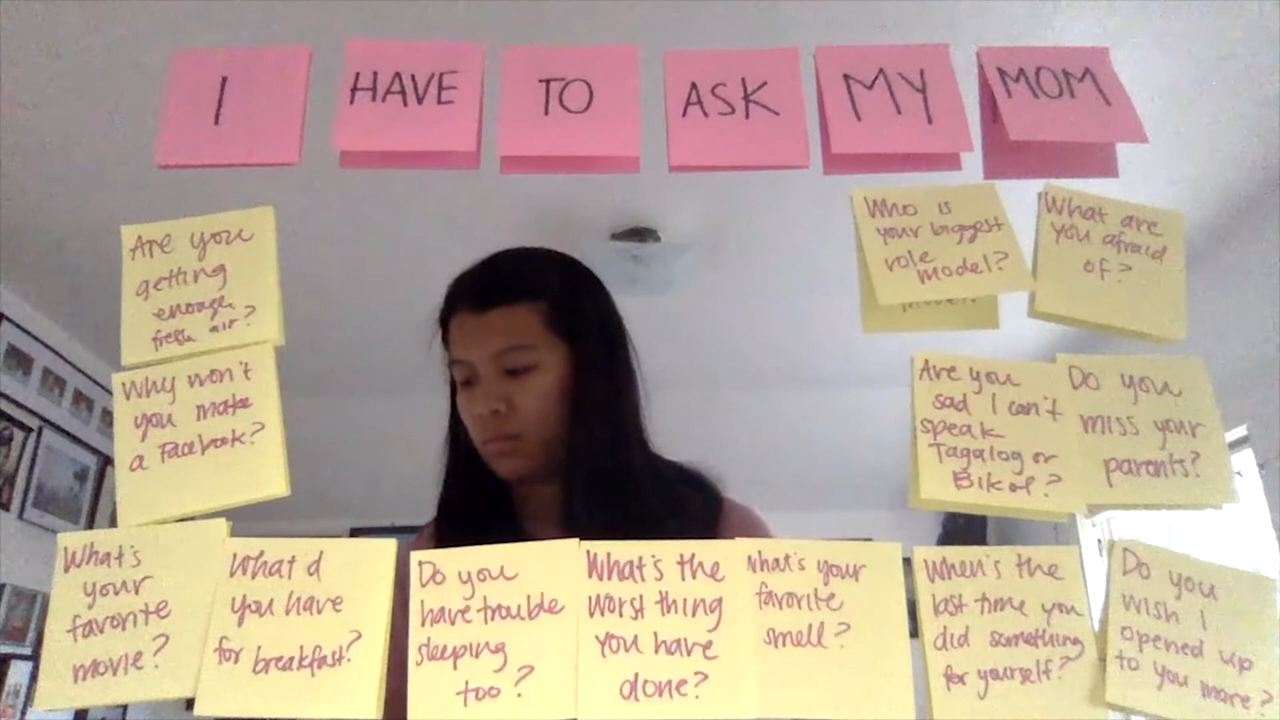 I HAVE TO ASK MY MOM
Are you
getting
enough
fresh air?
Why won't
you make
a Facebook?
Who is
your biggest
role
model?
model?
What are
you afraid
of?
Are you
sad I can't
speak
Tagalog or
Bikol?
Do you
miss your
parents?
What's
your
favorite
movie?
What'd
you have
for breakfast?
Do you
have trouble
sleeping
too?
What's the
worst thing
you have
done?
What's your
favorite
smell?
When's the
last time you
did something
for yourself?
Do you
wish I
opened up
to you more?